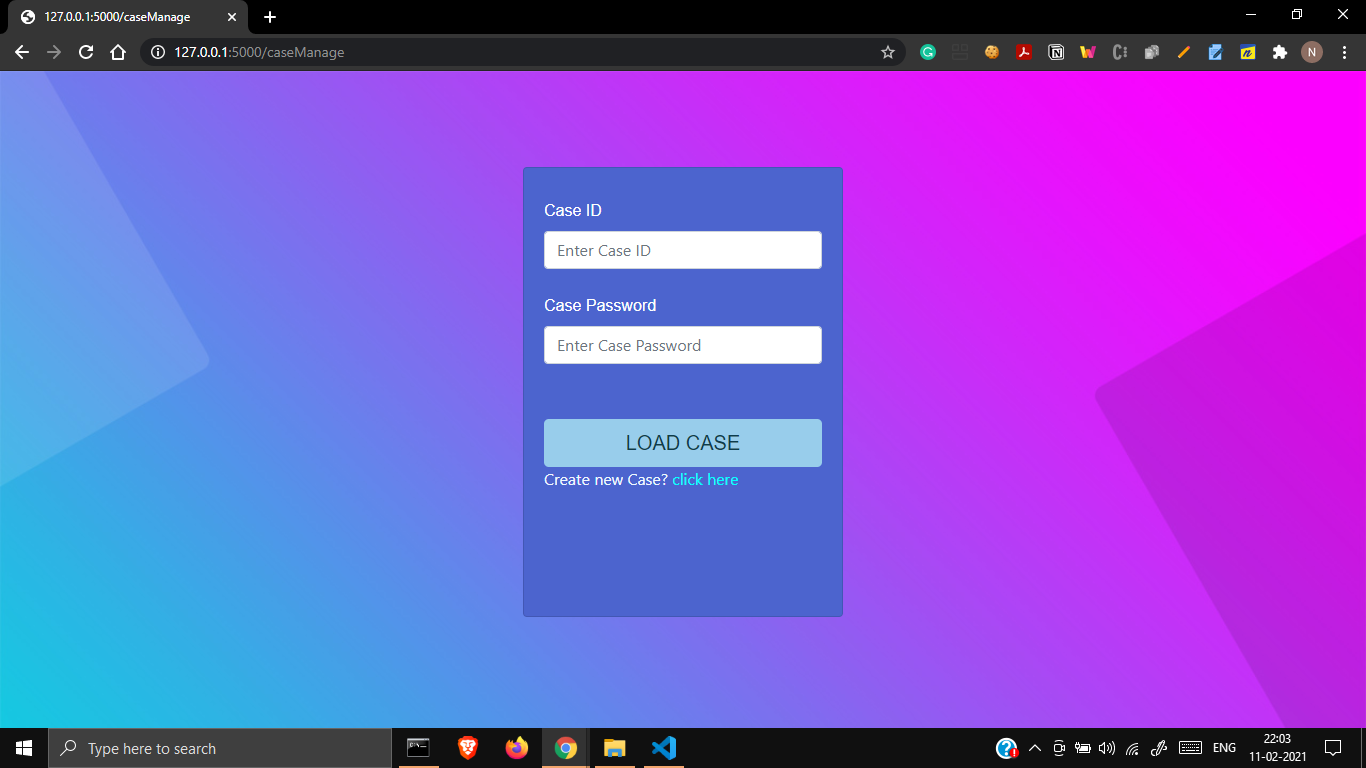 127.0.0.1:5000/caseManage
127.0.0.1:5000/caseManage
N
Case ID
Enter Case ID
Case Password
Enter Case Password
LOAD CASE
Create new Case? click here
Type here to search
ENG
22:03
11-02-2021